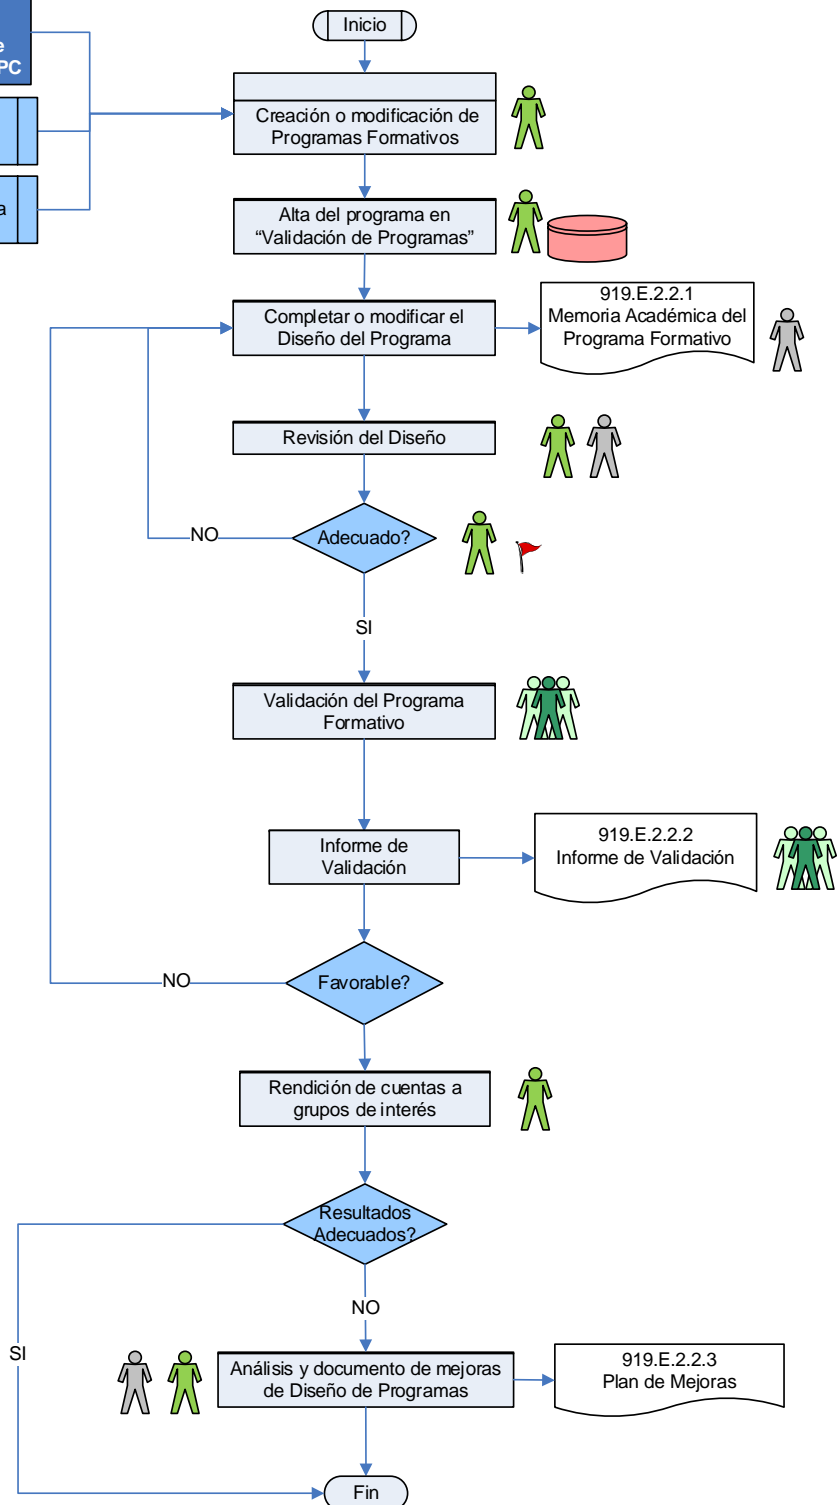 Inicio
e
PC
Creación o modificación de
Programas Formativos
a
Alta del programa en
“Validación de Programas”
Completar o modificar el
Diseño del Programa
919.E.2.2.1
Memoria Académica del
Programa Formativo
Revisión del Diseño
NO
Adecuado?
SI
Validación del Programa
Formativo
Informe de
Validación
919.E.2.2.2
Informe de Validación
NO
Favorable?
Rendición de cuentas a
grupos de interés
Resultados
Adecuados?
NO
SI
Análisis y documento de mejoras
de Diseño de Programas
919.E.2.2.3
Plan de Mejoras
Fin